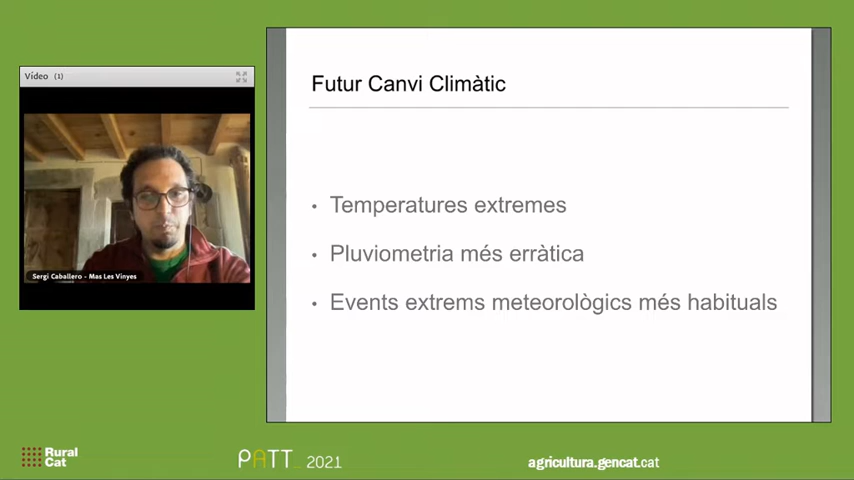 Vídeo (1)
Sergi Caballero - Mas Les Vinyes
Futur Canvi Climàtic
• Temperatures extremes
• Pluviometria més erràtica
• Events extrems meteorològics més habituals
Rural
Cat
PATT 2021
agricultura.gencat.cat